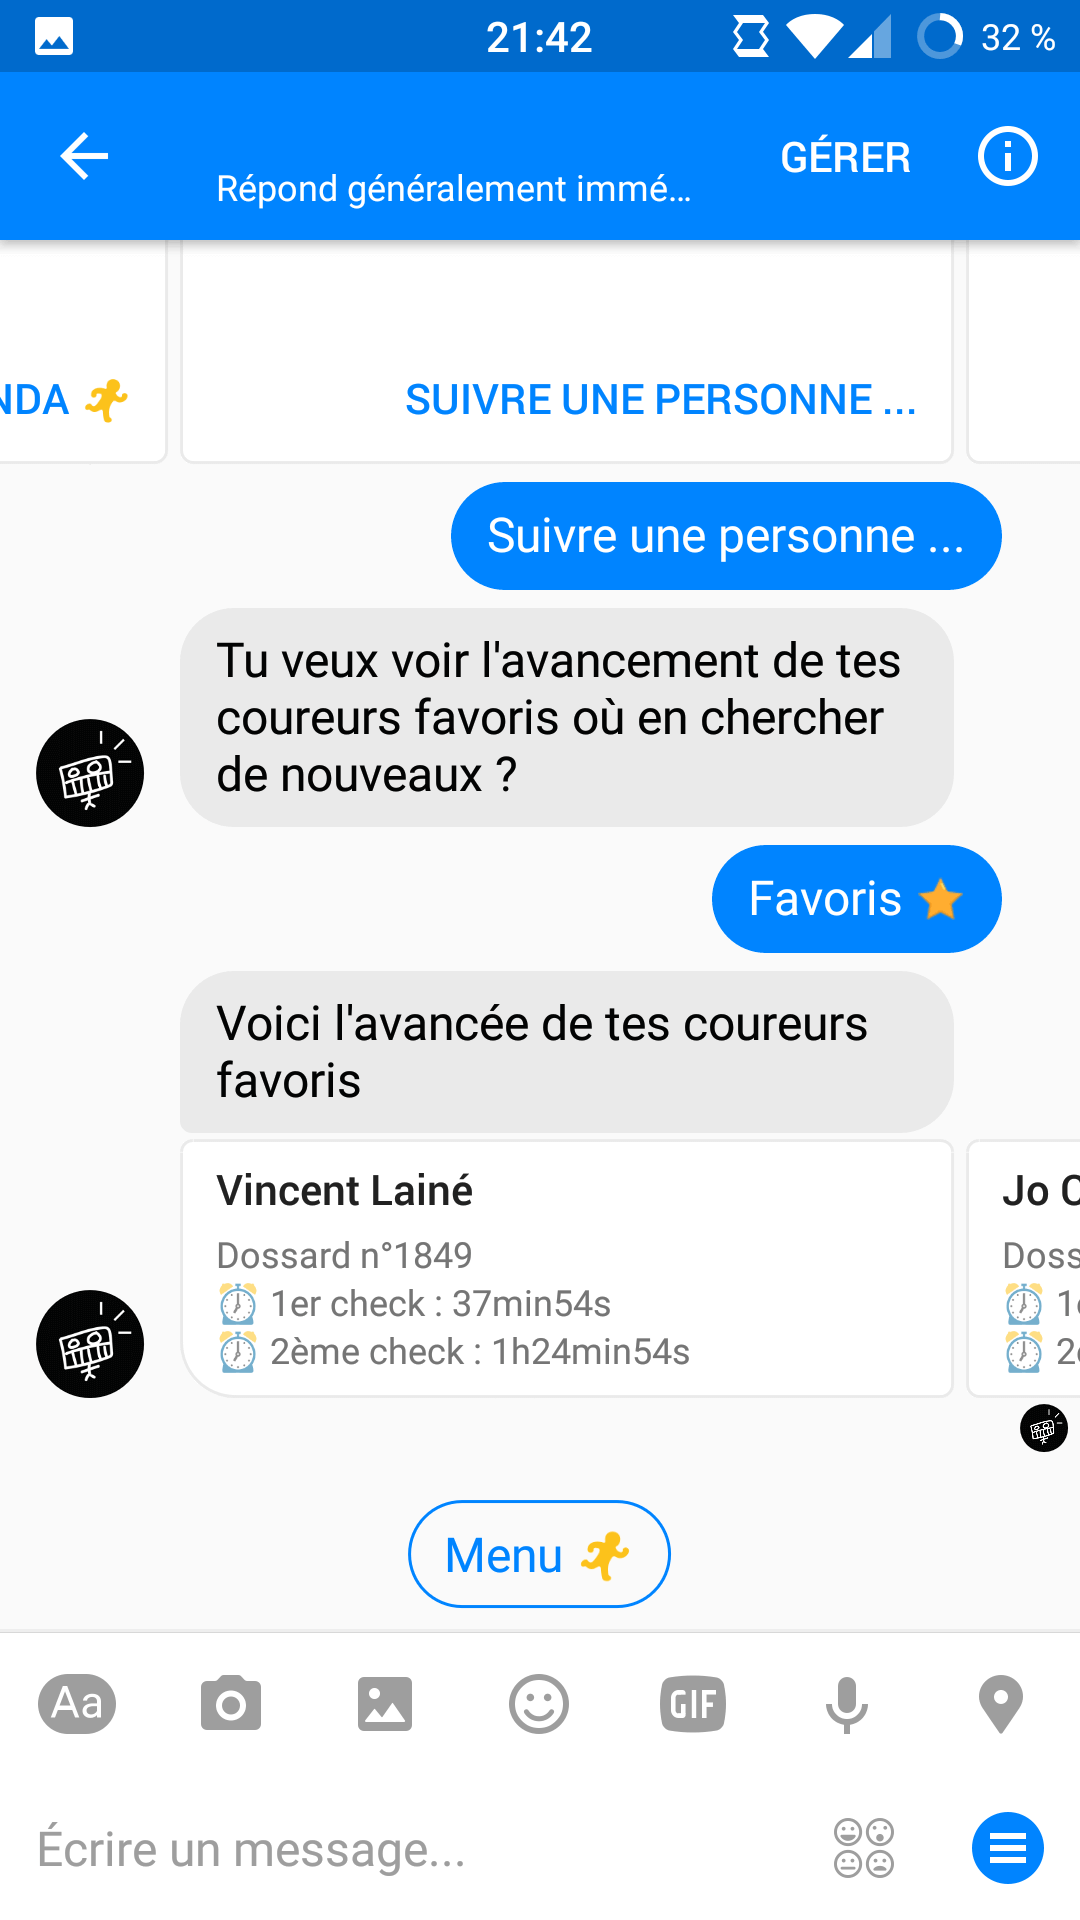 21:42
32 %
Répond généralement immé...
GÉRER
NDA
SUIVRE UNE PERSONNE ...
Suivre une personne ...
Tu veux voir l'avancement de tes
coureurs favoris où en chercher
de nouveaux ?
Favoris ⭐
Voici l'avancée de tes coureurs
favoris
Vincent Lainé
Dossard n°1849
⏰ 1er check : 37min54s
⏰ 2ème check : 1h24min54s
Jo
Doss
Menu
Aa
GIF
Écrire un message...